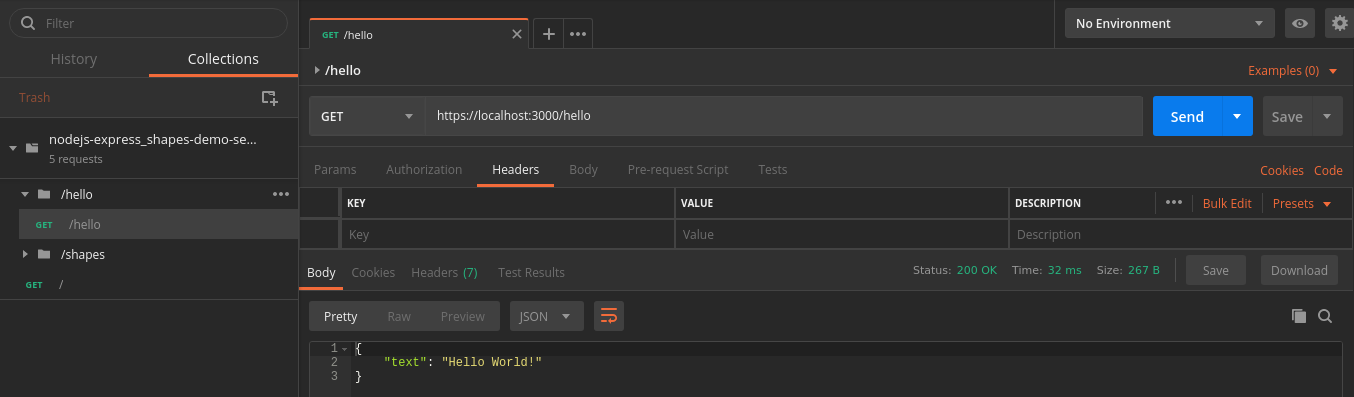 Filter
History Collections
Trash
nodejs-express_shapes-demo-se...
5 requests
/hello
GET /hello
/shapes
GET /
GET /hello
No Environment
/hello
Examples (0)
GET https://localhost:3000/hello Send Save
Params Authorization Headers Body Pre-request Script Tests Cookies Code
KEY VALUE DESCRIPTION Bulk Edit Presets
Key Value Description
Body Cookies Headers (7) Test Results Status: 200 OK Time: 32 ms Size: 267 B Save Download
Pretty Raw Preview JSON
1 {
2 "text": "Hello World!"
3 }